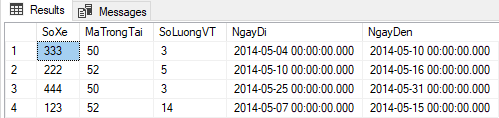 Results Messages
SoXe MaTrongTai SoLuongVT NgayDi NgayDen
1 333 50 3 2014-05-04 00:00:00.000 2014-05-10 00:00:00.000
2 222 52 5 2014-05-10 00:00:00.000 2014-05-16 00:00:00.000
3 444 50 3 2014-05-25 00:00:00.000 2014-05-31 00:00:00.000
4 123 52 14 2014-05-07 00:00:00.000 2014-05-15 00:00:00.000